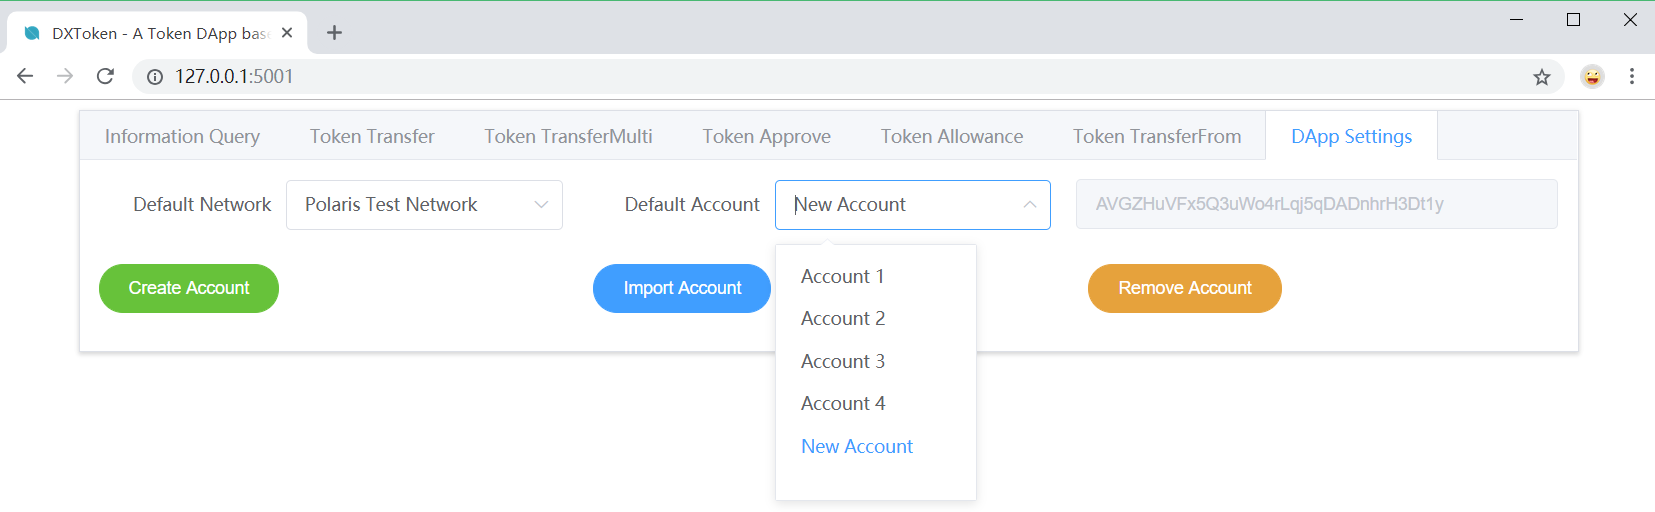 DXToken - A Token DApp bas
127.0.0.1:5001
Information Query Token Transfer Token TransferMulti Token Approve Token Allowance Token TransferFrom DApp Settings
Default Network Polaris Test Network Default Account New Account AVGZHuVFx5Q3uWo4rLqj5qDADnhrH3Dt1y
Create Account Import Account Remove Account
Account 1
Account 2
Account 3
Account 4
New Account